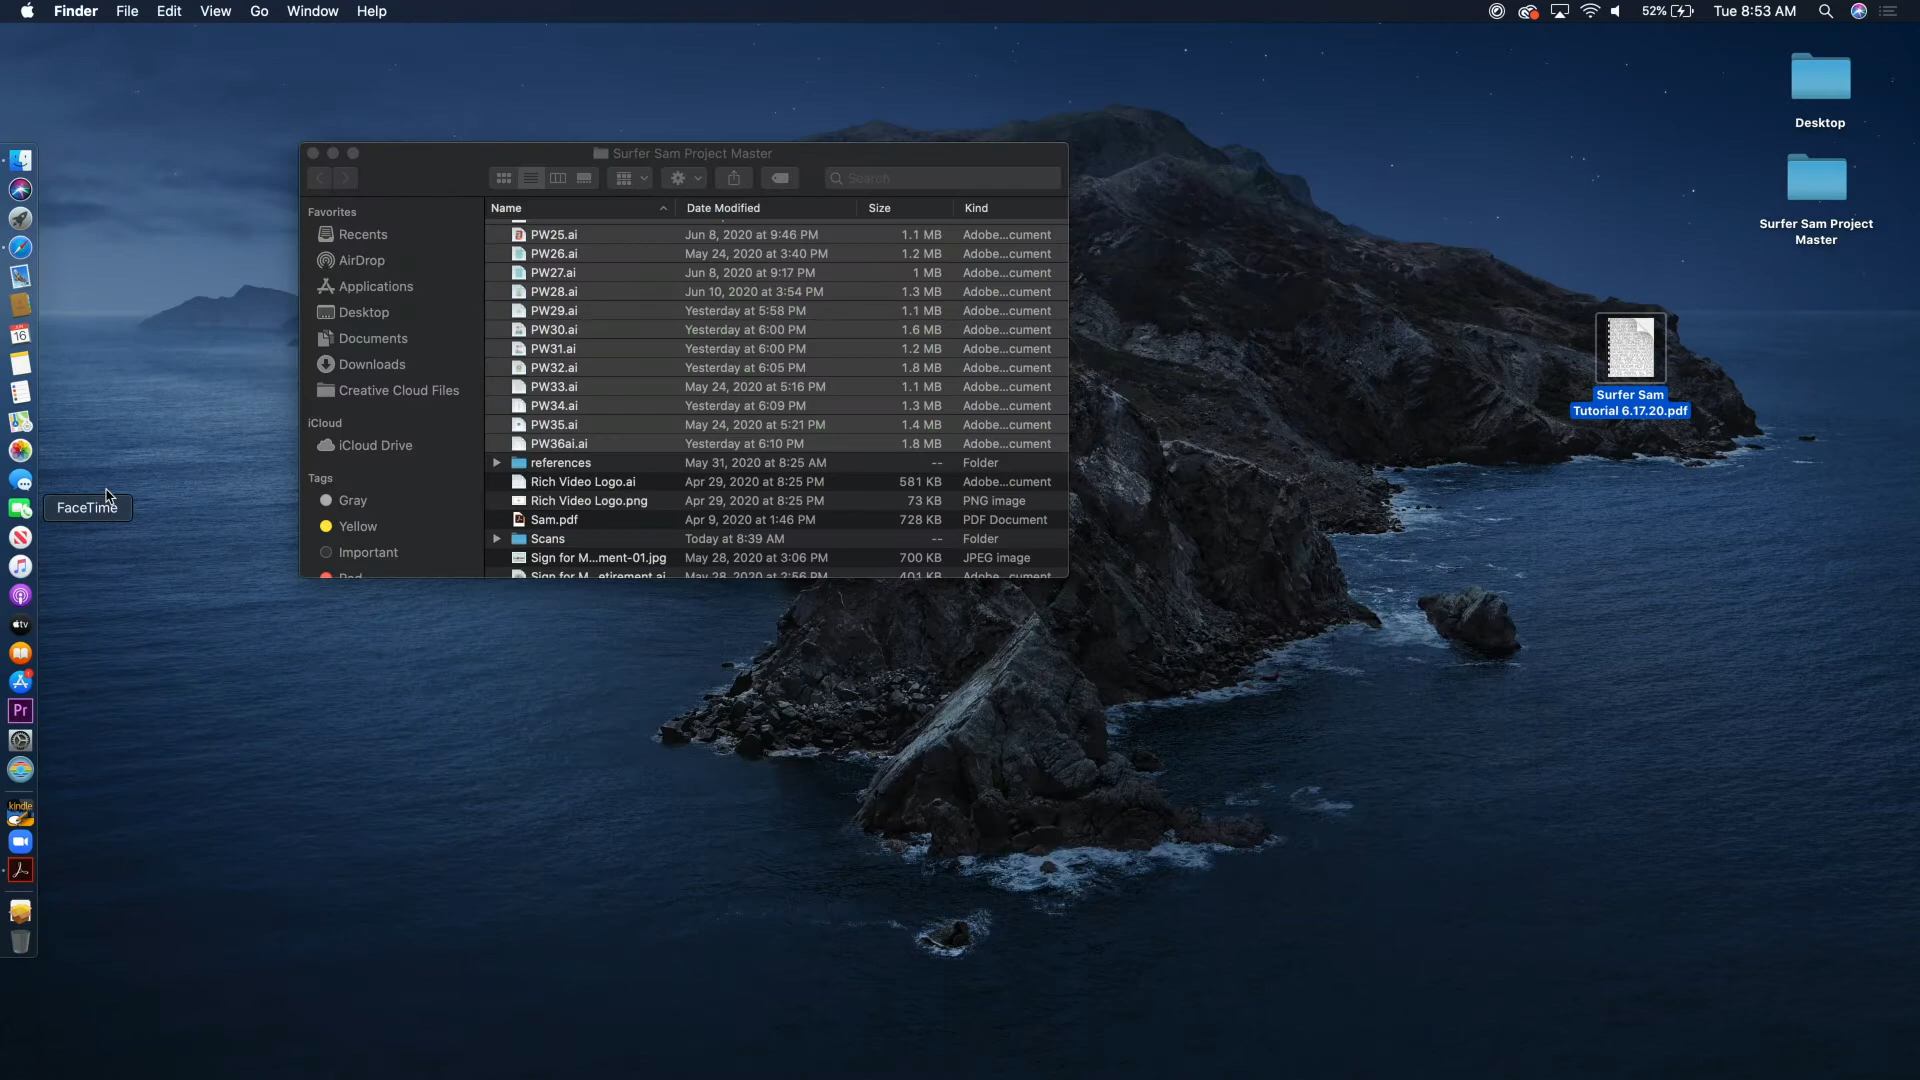 Finder File Edit View Go Window Help
52% Tue 8:53 AM
Desktop
Surfer Sam Project
Master
Surfer Sam
Tutorial 6.17.20.pdf
Surfer Sam Project Master
Search
Favorites
Recents
AirDrop
Applications
Desktop
Documents
Downloads
Creative Cloud Files
iCloud
iCloud Drive
Tags
Gray
Yellow
Important
Red
Name Date Modified Size Kind
PW25.ai Jun 8, 2020 at 9:46 PM 1.1 MB Adobe...cument
PW26.ai May 24, 2020 at 3:40 PM 1.2 MB Adobe...cument
PW27.ai Jun 8, 2020 at 9:17 PM 1 MB Adobe...cument
PW28.ai Jun 10, 2020 at 3:54 PM 1.3 MB Adobe...cument
PW29.ai Yesterday at 5:58 PM 1.1 MB Adobe...cument
PW30.ai Yesterday at 6:00 PM 1.6 MB Adobe...cument
PW31.ai Yesterday at 6:00 PM 1.2 MB Adobe...cument
PW32.ai Yesterday at 6:05 PM 1.8 MB Adobe...cument
PW33.ai May 24, 2020 at 5:16 PM 1.1 MB Adobe...cument
PW34.ai Yesterday at 6:09 PM 1.3 MB Adobe...cument
PW35.ai May 24, 2020 at 5:21 PM 1.4 MB Adobe...cument
PW36ai.ai Yesterday at 6:10 PM 1.8 MB Adobe...cument
references May 31, 2020 at 8:25 AM -- Folder
Rich Video Logo.ai Apr 29, 2020 at 8:25 PM 581 KB Adobe...cument
Rich Video Logo.png Apr 29, 2020 at 8:25 PM 73 KB PNG image
Sam.pdf Apr 9, 2020 at 1:46 PM 728 KB PDF Document
Scans Today at 8:39 AM -- Folder
Sign for M...ment-01.jpg May 28, 2020 at 3:06 PM 700 KB JPEG image
Sign for M...etirement.ai May 28, 2020 at 2:56 PM 401 KB Adobe...cument
16
FaceTime
tv
Pr
kindle